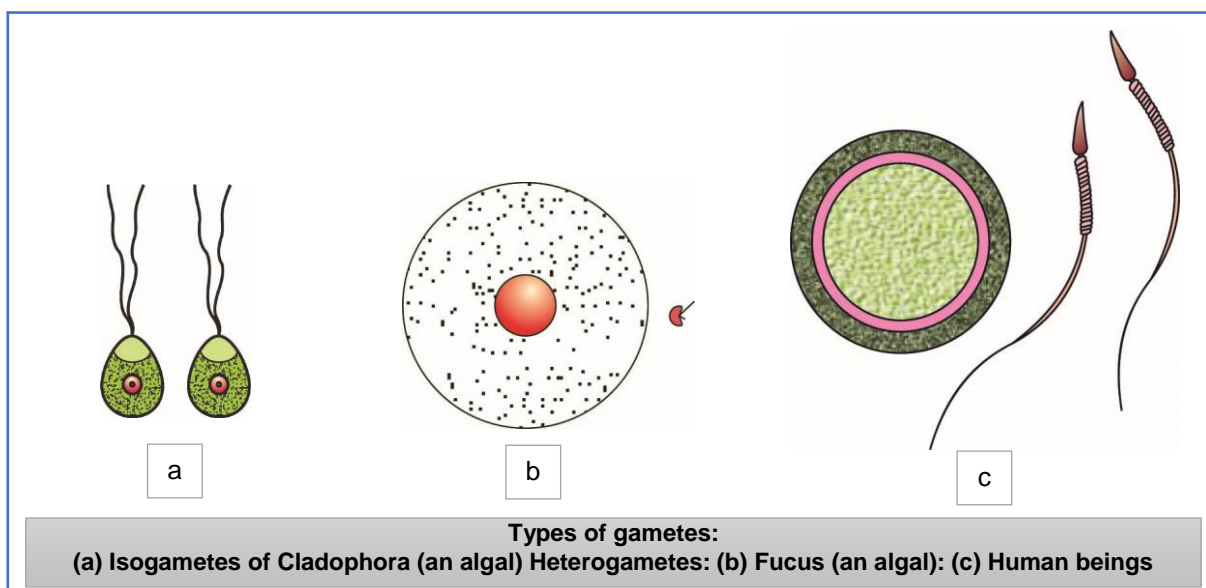 a
b
c
Types of gametes:
(a) Isogametes of Cladophora (an algal) Heterogametes: (b) Fucus (an algal): (c) Human beings